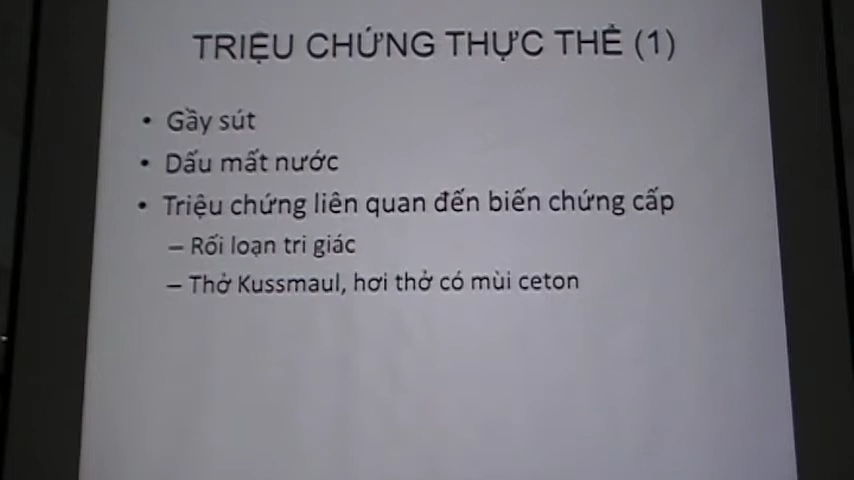 TRIỆU CHỨNG THỰC THỂ (1)
• Gầy sút
• Dấu mất nước
• Triệu chứng liên quan đến biến chứng cấp
– Rối loạn tri giác
– Thở Kussmaul, hơi thở có mùi ceton